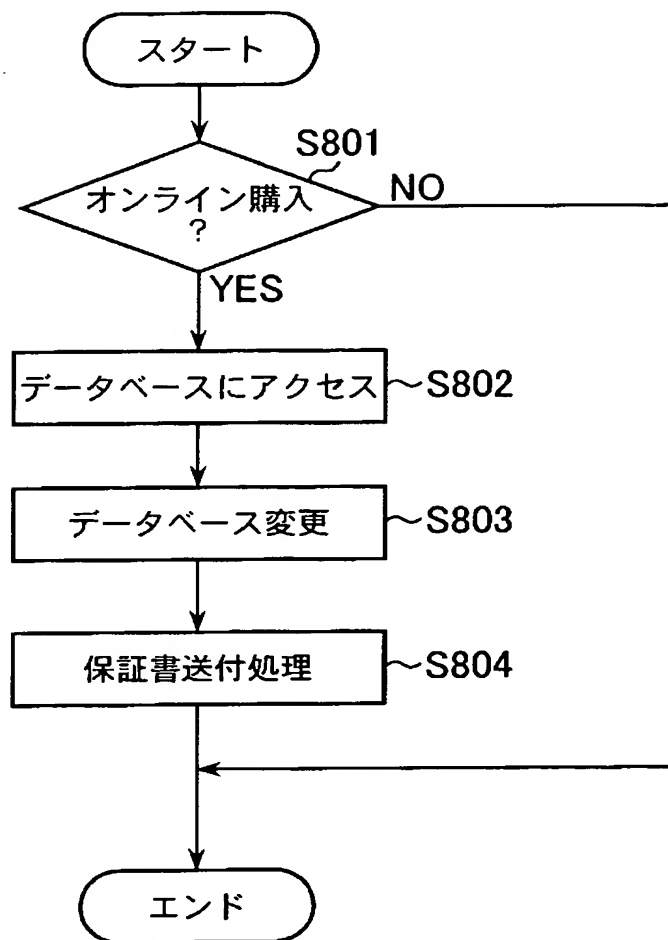 スタート
S801
オンライン購入
?
NO
YES
データベースにアクセス
S802
データベース変更
S803
保証書送付処理
S804
エンド